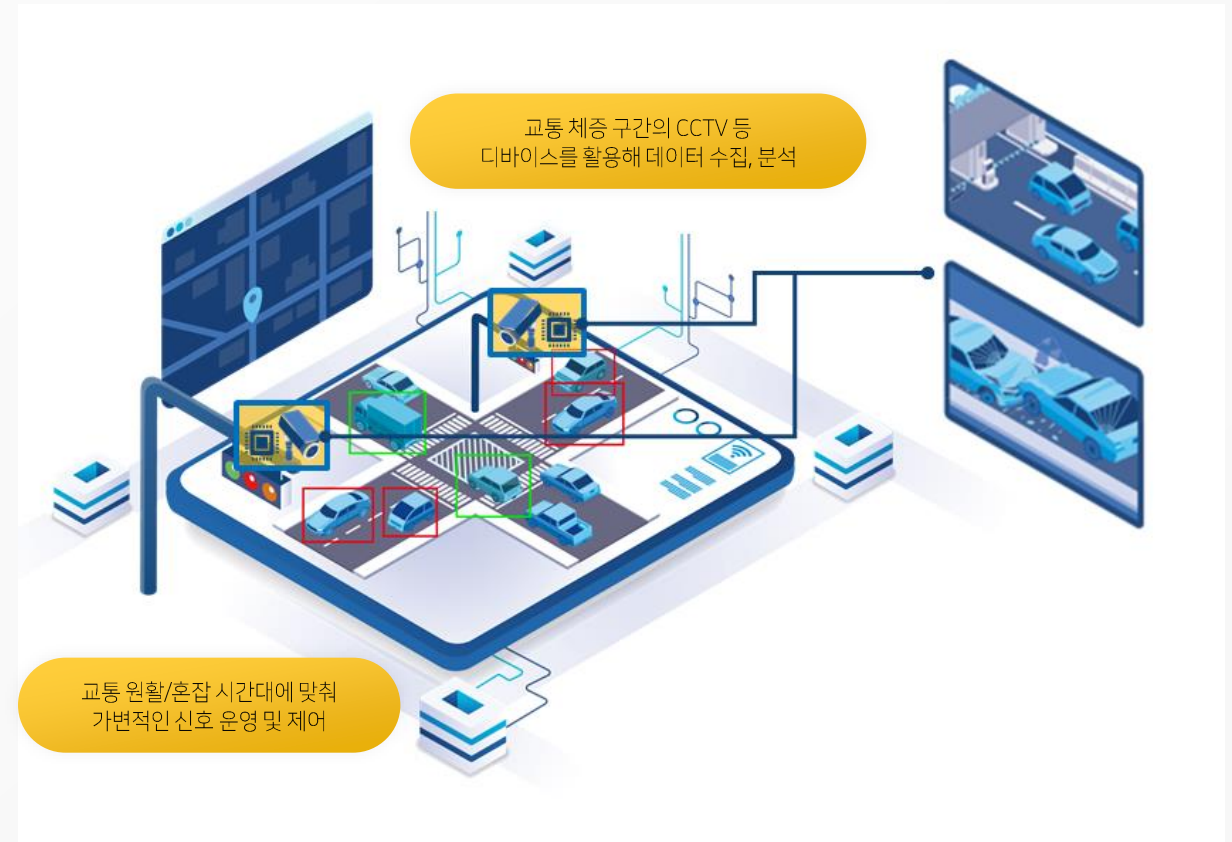 교통 체증 구간의 CCTV 등
디바이스를 활용해 데이터 수집, 분석
교통 원활/혼잡 시간대에 맞춰
가변적인 신호 운영 및 제어